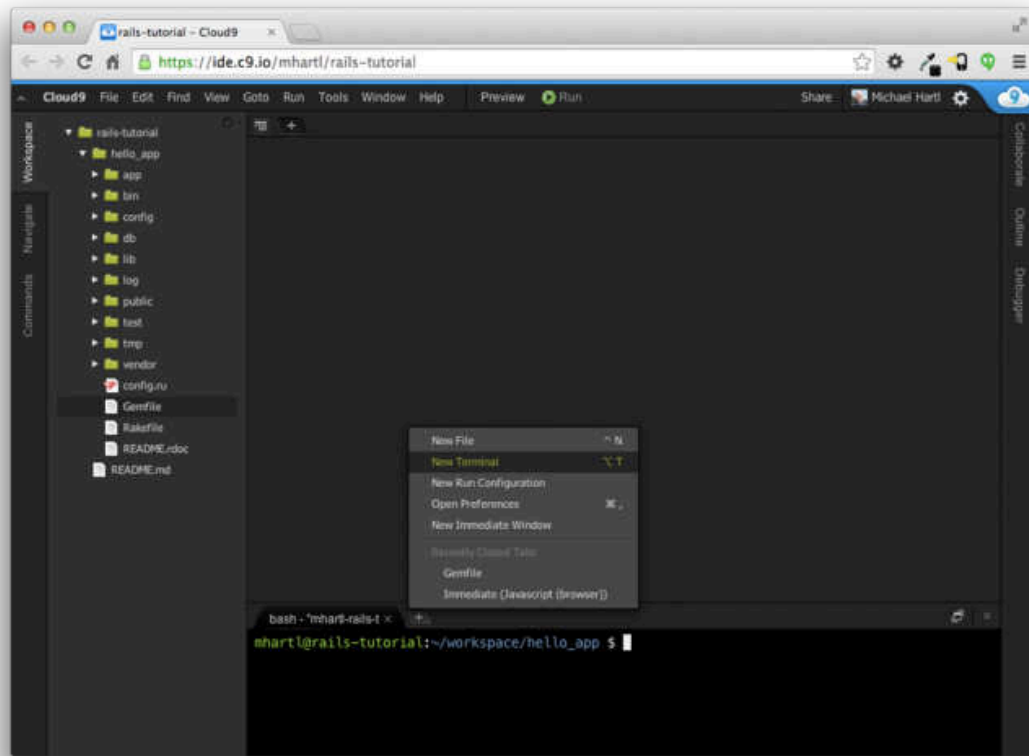 rails-tutorial - Cloud9
https://ide.c9.io/mhartl/rails-tutorial
Cloud9 File Edit Find View Goto Run Tools Window Help Preview Run Share Michael Hartl
Workspace
Navigate
Commands
rails-tutorial
hello_app
app
bin
config
db
lib
log
public
test
tmp
vendor
config.ru
Gemfile
Rakefile
README.rdoc
README.md
New File ^ N
New Terminal ⌥ T
New Run Configuration
Open Preferences ⌘ ,
New Immediate Window
Recently Closed Tabs
Gemfile
Immediate (Javascript (browser))
bash - "mhartl-rails-t
mhartl@rails-tutorial:~/workspace/hello_app $
Collaborate
Outline
Debugger